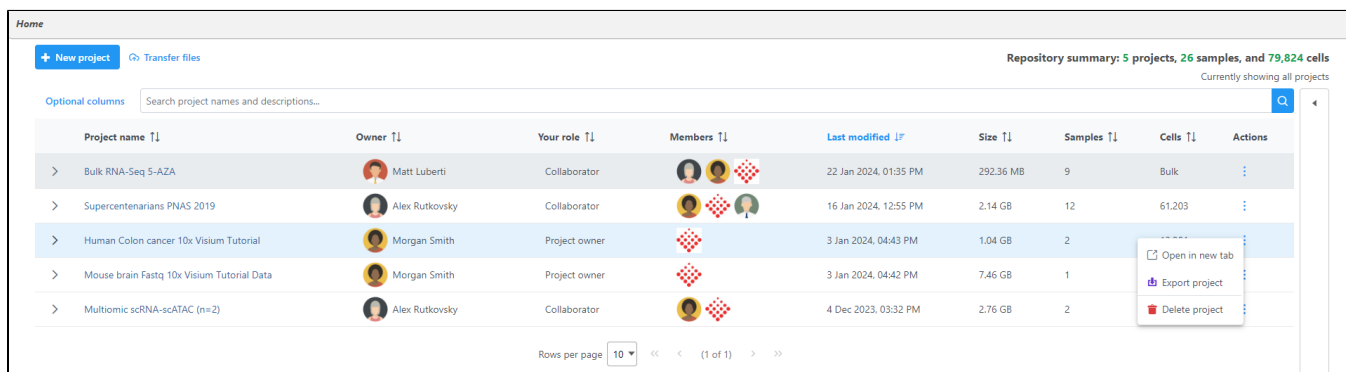 Home
New project Transfer files Repository summary: 5 projects, 26 samples, and 79,824 cells
Currently showing all projects
Optional columns Search project names and descriptions...
Project name Owner Your role Members Last modified Size Samples Cells Actions
Bulk RNA-Seq 5-AZA Matt Luberti Collaborator 22 Jan 2024, 01:35 PM 292.36 MB 9 Bulk
Supercentenarians PNAS 2019 Alex Rutkovsky Collaborator 16 Jan 2024, 12:55 PM 2.14 GB 12 61,203
Human Colon cancer 10x Visium Tutorial Morgan Smith Project owner 3 Jan 2024, 04:43 PM 1.04 GB 2
Open in new tab
Mouse brain Fastq 10x Visium Tutorial Data Morgan Smith Project owner 3 Jan 2024, 04:42 PM 7.46 GB 1
Export project
Multiomic scRNA-scATAC (n=2) Alex Rutkovsky Collaborator 4 Dec 2023, 03:32 PM 2.76 GB 2
Delete project
Rows per page 10 (1 of 1)